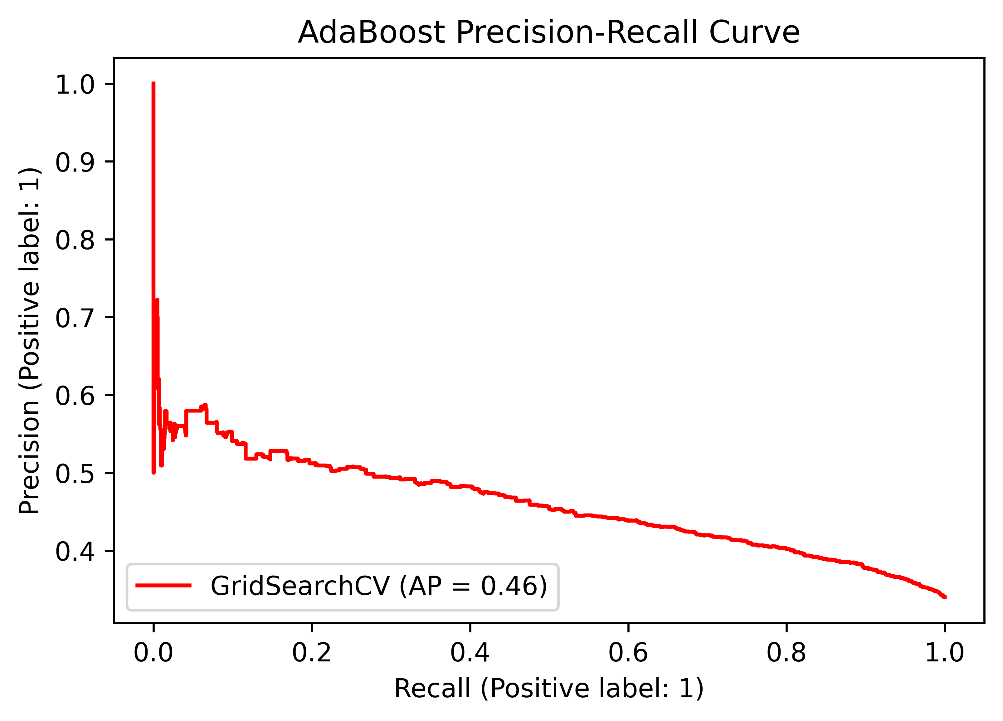 AdaBoost Precision-Recall Curve
Precision (Positive label: 1)
1.0
0.9
0.8
0.7
0.6
0.5
0.4
GridSearchCV (AP = 0.46)
0.0 0.2 0.4 0.6 0.8 1.0
Recall (Positive label: 1)